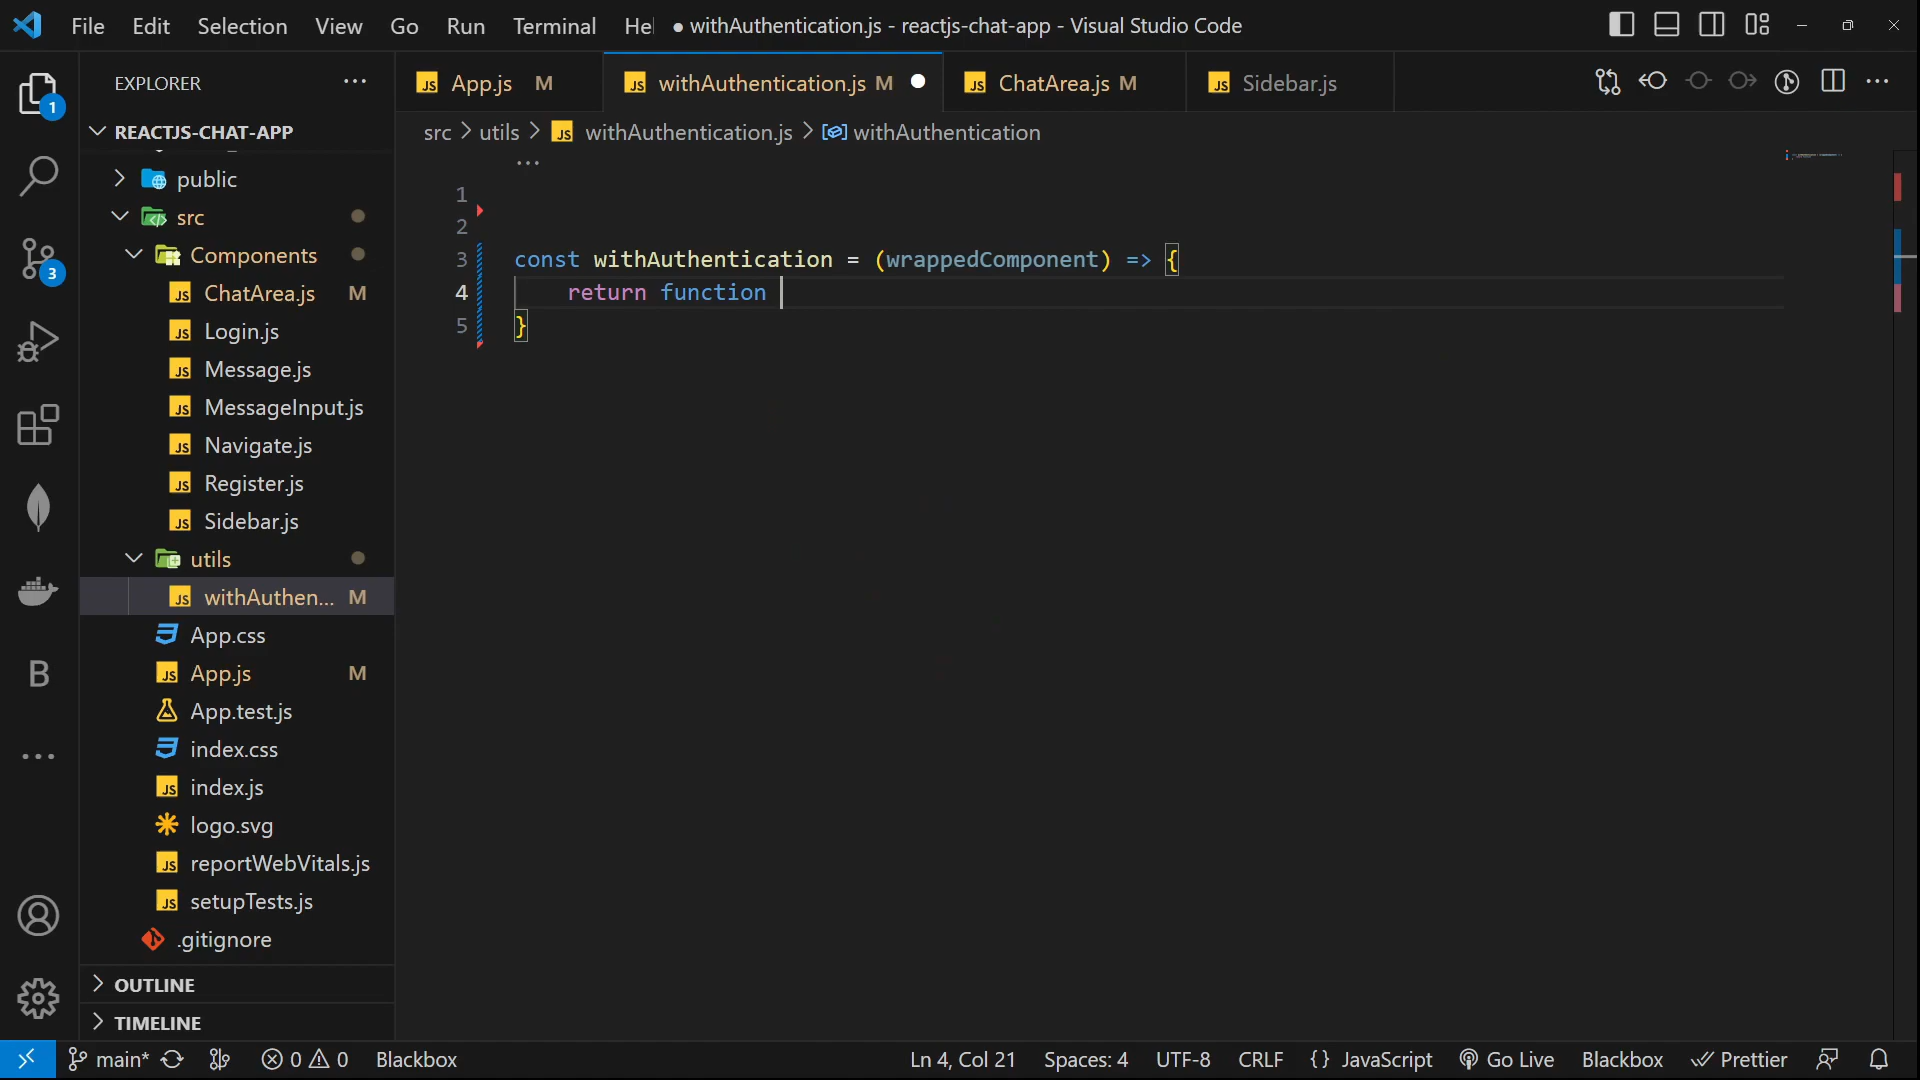 File Edit Selection View Go Run Terminal Hel ● withAuthentication.js - reactjs-chat-app - Visual Studio Code
EXPLORER ···
App.js M
withAuthentication.js M
ChatArea.js M
Sidebar.js
REACTJS-CHAT-APP
src > utils > JS withAuthentication.js > withAuthentication
···
public
src
Components
ChatArea.js M
Login.js
Message.js
MessageInput.js
Navigate.js
Register.js
Sidebar.js
utils
withAuthen... M
App.css
App.js M
App.test.js
index.css
index.js
logo.svg
reportWebVitals.js
setupTests.js
.gitignore
OUTLINE
TIMELINE
1
3
B
1
2
3 const withAuthentication = (wrappedComponent) => {
4 return function
5 }
main* 0 0 Blackbox Ln 4, Col 21 Spaces: 4 UTF-8 CRLF {} JavaScript Go Live Blackbox Prettier